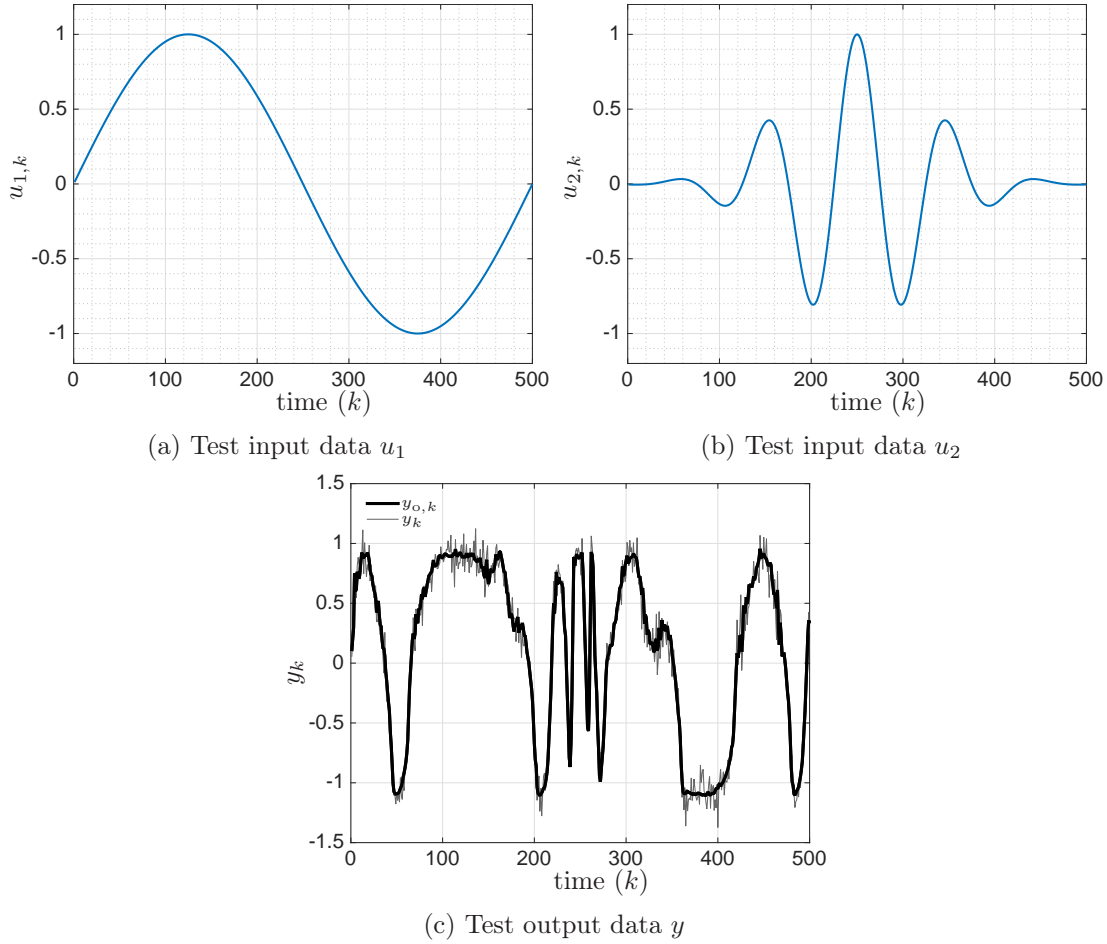 1
0.5
0
-0.5
-1
u1,k
0 100 200 300 400 500
time (k)
(a) Test input data u1
1
0.5
0
-0.5
-1
u2,k
0 100 200 300 400 500
time (k)
(b) Test input data u2
1.5
1
0.5
0
-0.5
-1
-1.5
yk
yo,k
yk
0 100 200 300 400 500
time (k)
(c) Test output data y